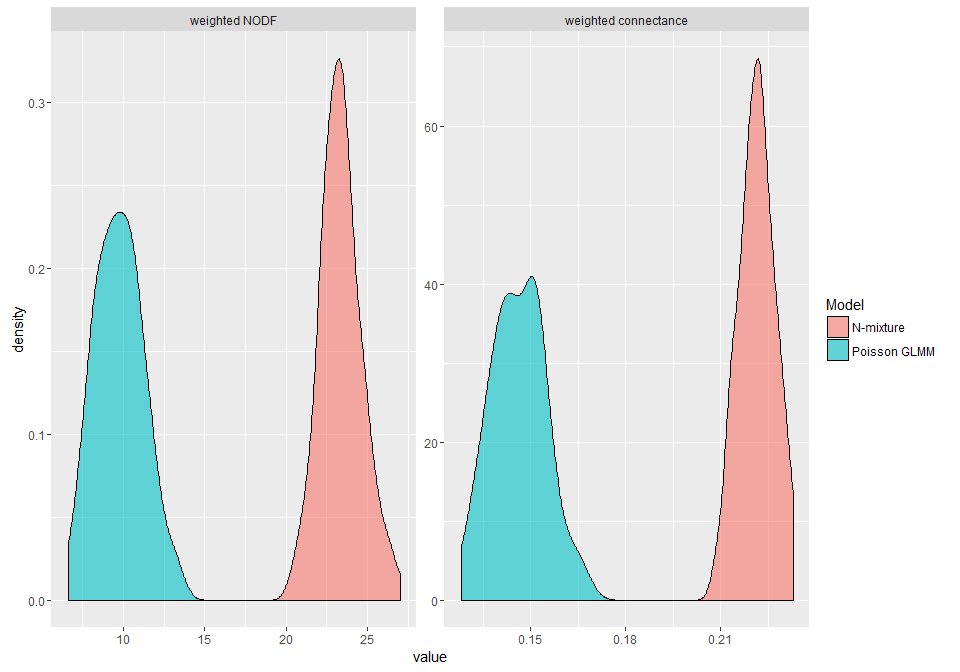 weighted NODF
weighted connectance
density
0.3
0.2
0.1
0.0
60
40
20
0
10
15
20
25
0.15
0.18
0.21
value
Model
N-mixture
Poisson GLMM